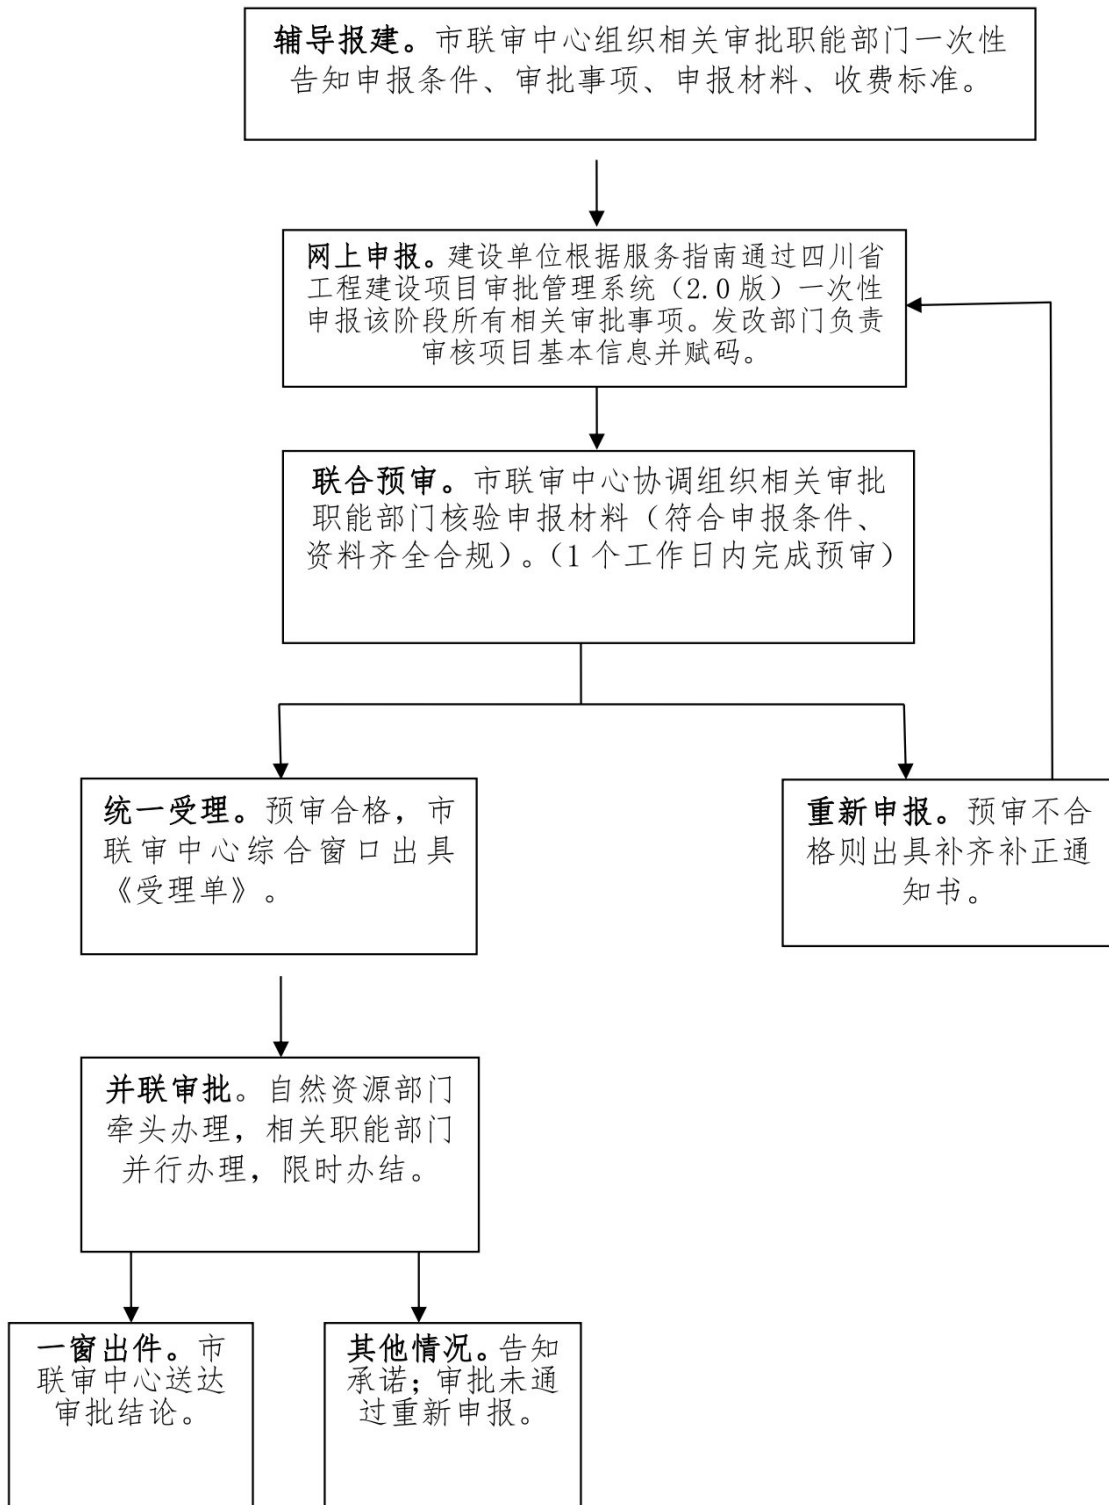 辅导报建。市联审中心组织相关审批职能部门一次性
告知申报条件、审批事项、申报材料、收费标准。
网上申报。建设单位根据服务指南通过四川省
工程建设项目审批管理系统（2.0版）一次性
申报该阶段所有相关审批事项。发改部门负责
审核项目基本信息并赋码。
联合预审。市联审中心协调组织相关审批
职能部门核验申报材料（符合申报条件、
资料齐全合规）。（1个工作日内完成预审）
统一受理。预审合格，市
联审中心综合窗口出具
《受理单》。
重新申报。预审不合
格则出具补齐补正通
知书。
并联审批。自然资源部门
牵头办理，相关职能部门
并行办理，限时办结。
一窗出件。市
联审中心送达
审批结论。
其他情况。告知
承诺；审批未通
过重新申报。